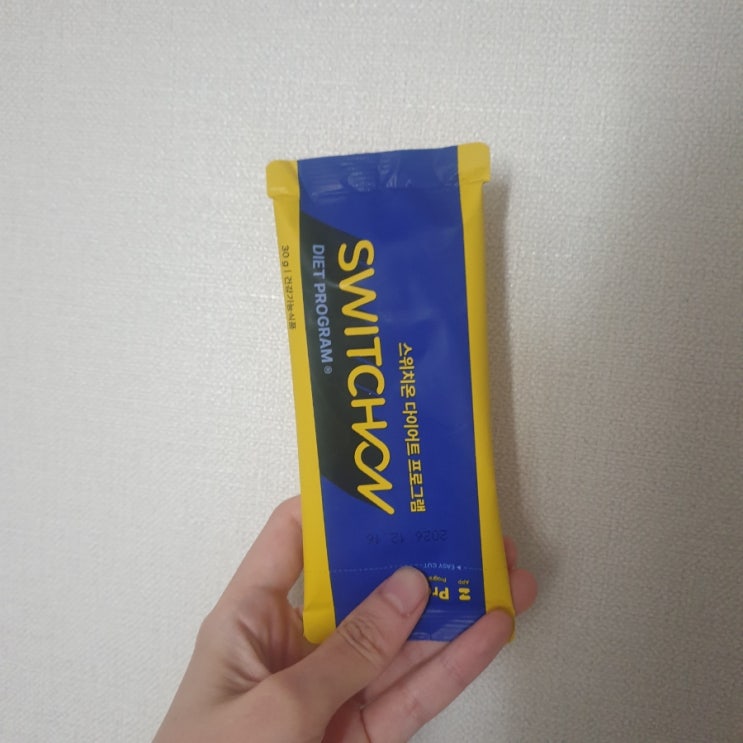 스위치온 다이어트 프로그램
SWITCHON
DIET PROGRAM®
30 g | 건강기능식품
2026. 12. 16
EASY CUT
APP